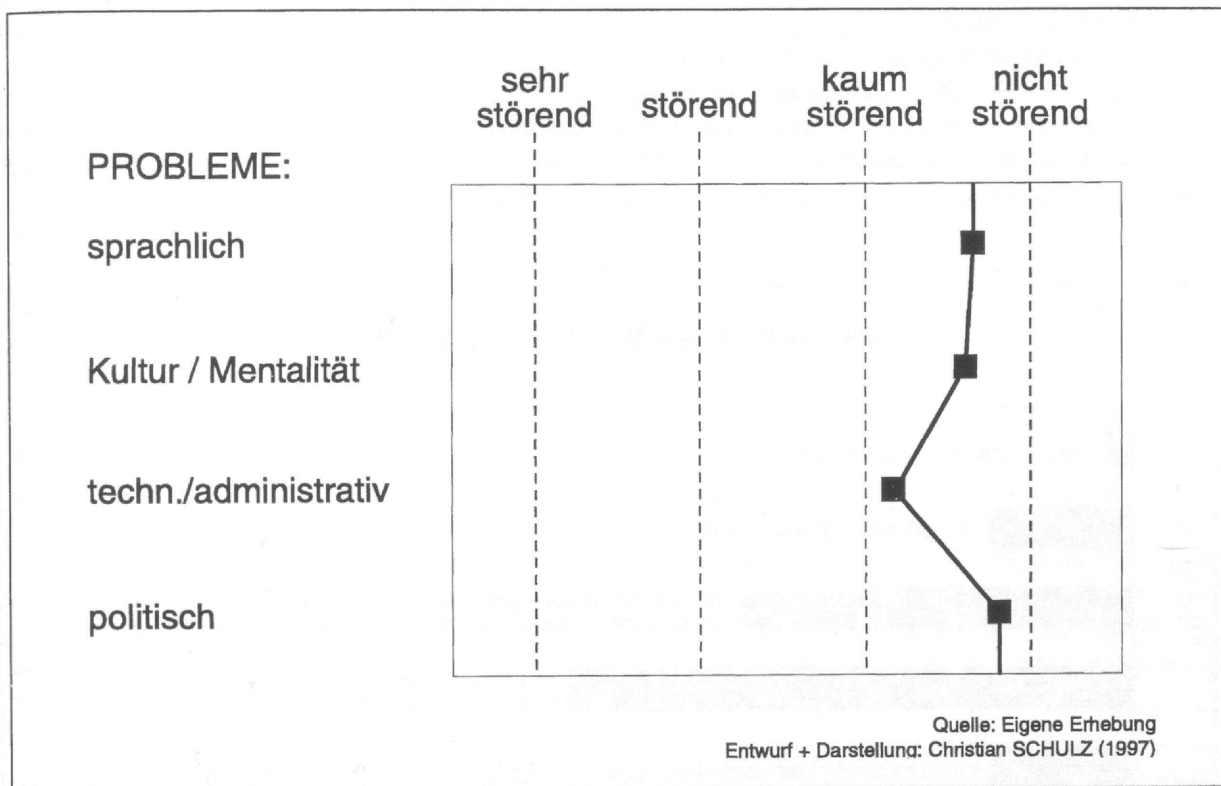 sehr störend
störend
kaum störend
nicht störend
PROBLEME:
sprachlich
Kultur / Mentalität
techn./administrativ
politisch
Quelle: Eigene Erhebung
Entwurf + Darstellung: Christian SCHULZ (1997)